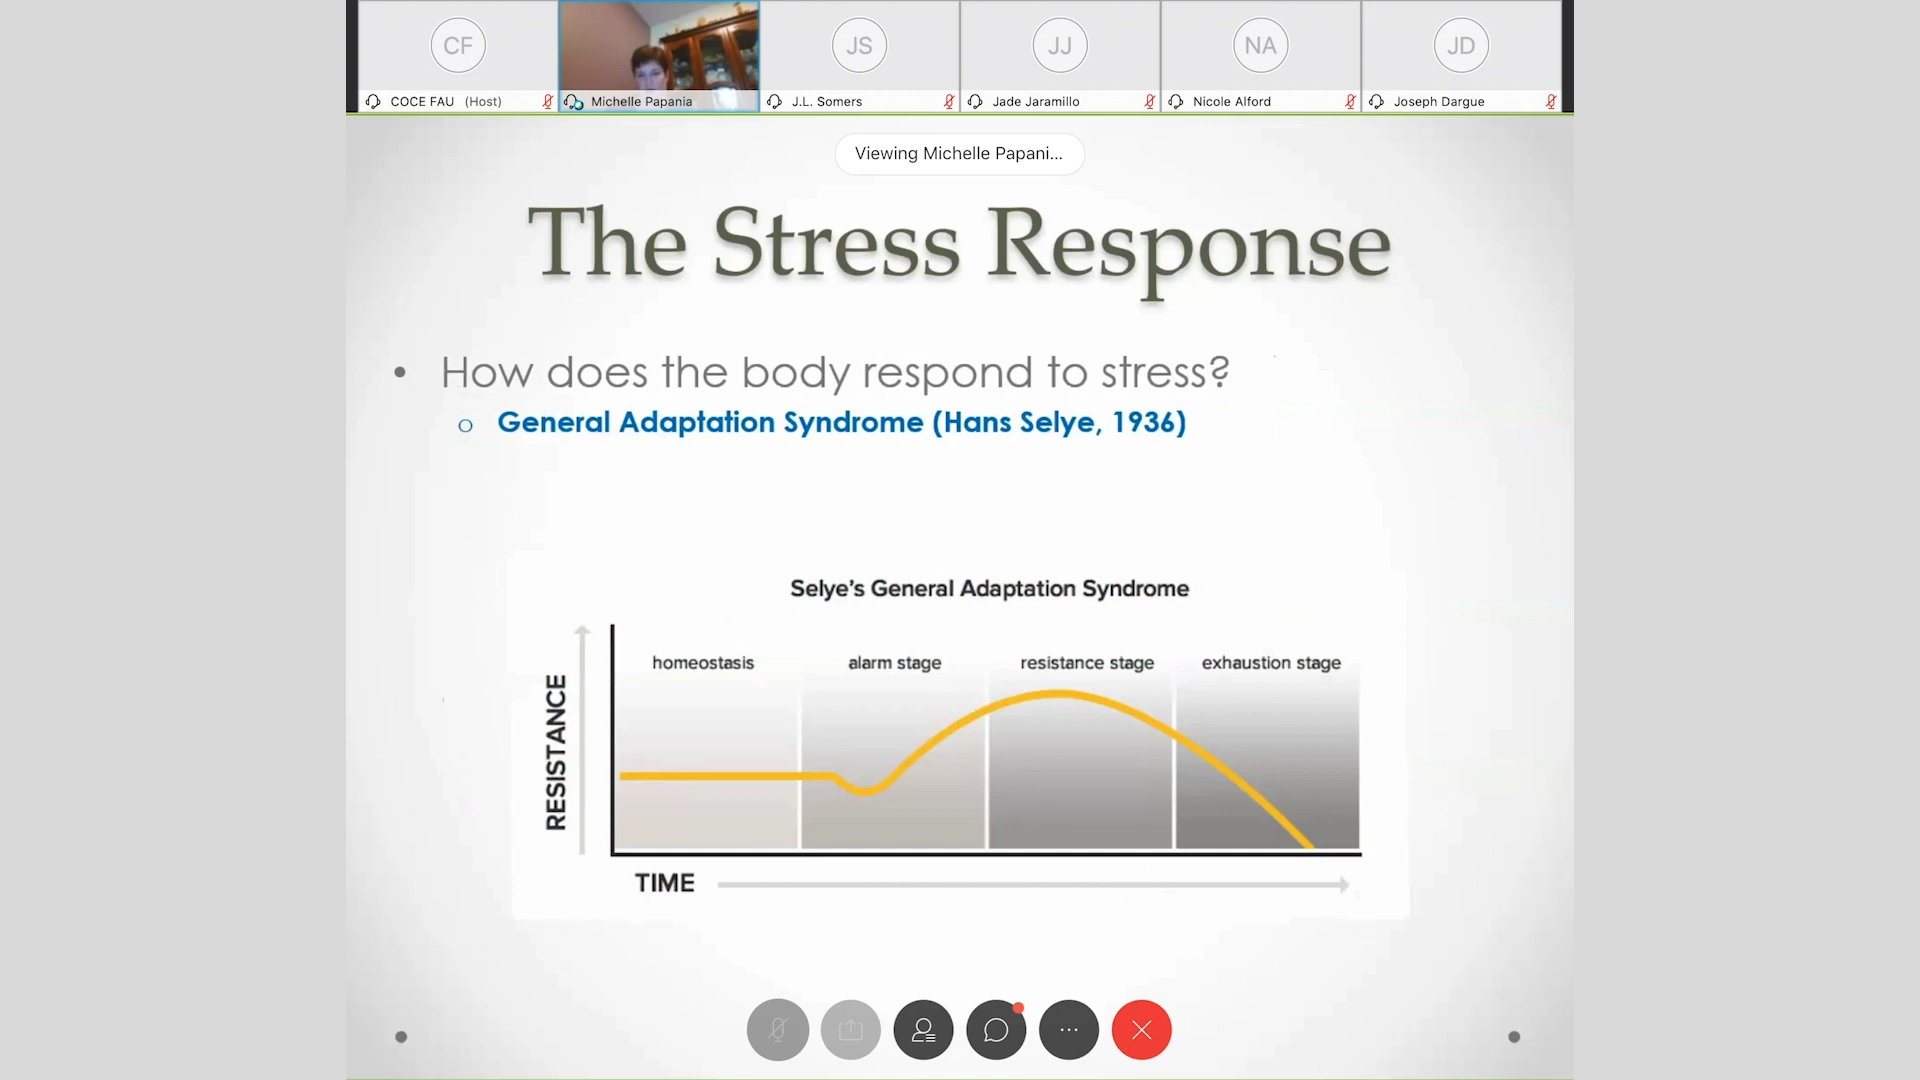 CF
JS
JJ
NA
JD
COCE FAU (Host)
Michelle Papania
J.L. Somers
Jade Jaramillo
Nicole Alford
Joseph Dargue
Viewing Michelle Papani...
The Stress Response
• How does the body respond to stress?
o General Adaptation Syndrome (Hans Selye, 1936)
Selye's General Adaptation Syndrome
homeostasis
alarm stage
resistance stage
exhaustion stage
RESISTANCE
TIME